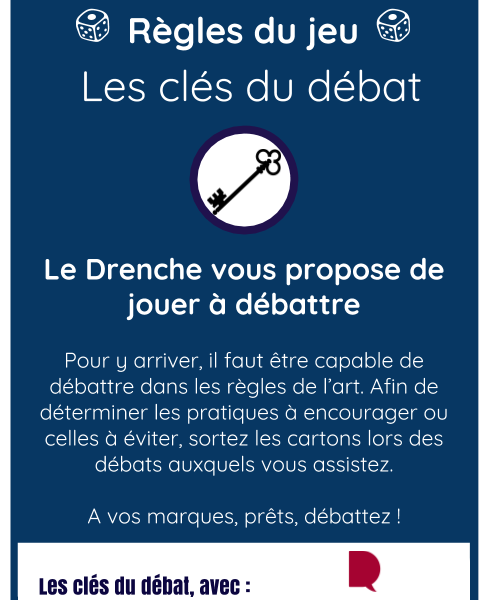 Règles du jeu
Les clés du débat
Le Drenche vous propose de
jouer à débattre
Pour y arriver, il faut être capable de
débattre dans les règles de l'art. Afin de
déterminer les pratiques à encourager ou
celles à éviter, sortez les cartons lors des
débats auxquels vous assistez.
A vos marques, prêts, débattez !
Les clés du débat, avec :